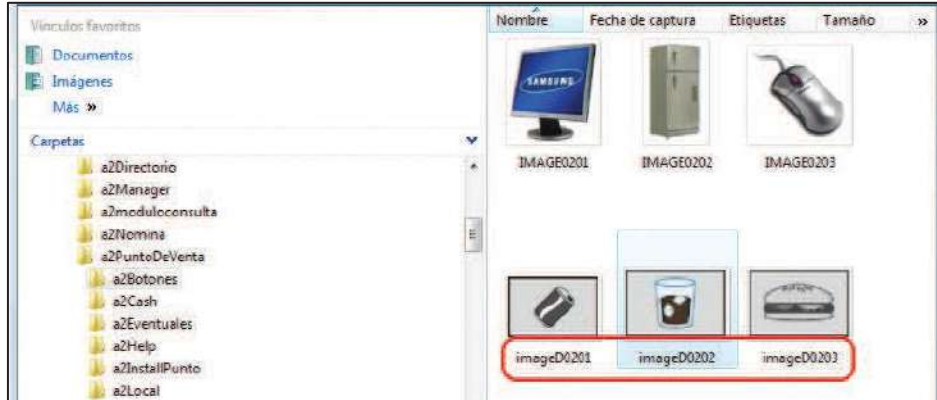 Vínculos favoritos
Documentos
Imágenes
Más »
Carpetas
a2Directorio
a2Manager
a2moduloconsulta
a2Nomina
a2PuntoDeVenta
a2Botones
a2Cash
a2Eventuales
a2Help
a2InstallPunto
a2Local
Nombre Fecha de captura Etiquetas Tamaño »
SAMSUNG
IMAGE0201 IMAGE0202 IMAGE0203
imageD0201 imageD0202 imageD0203